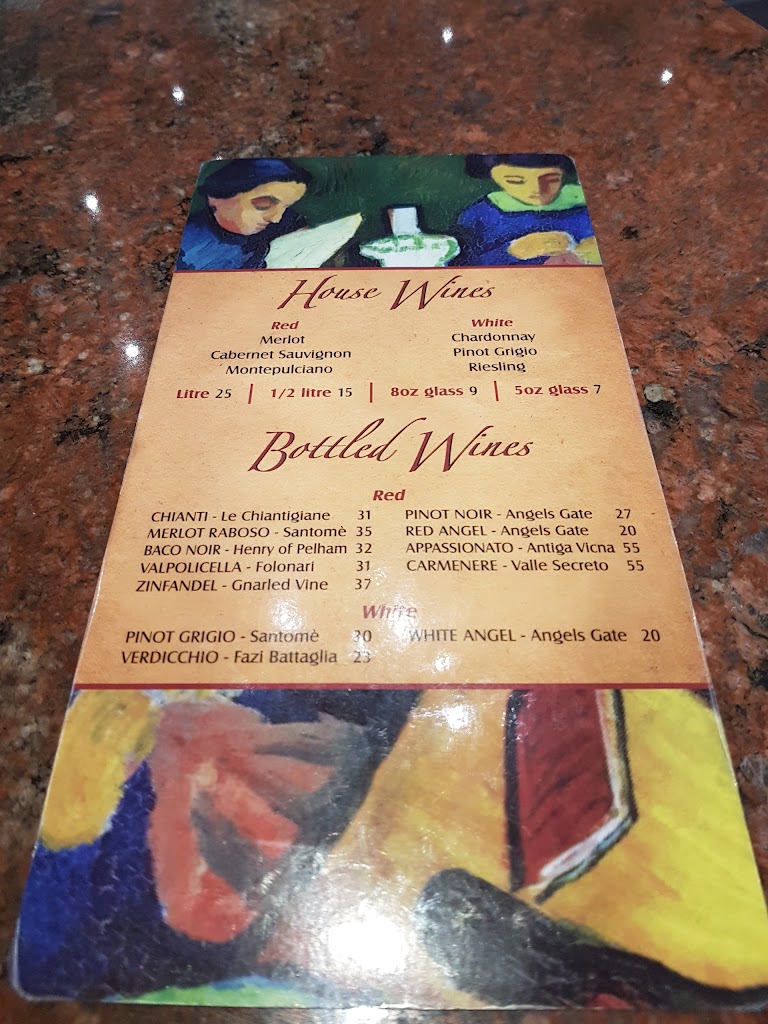 House Wines
Red
Merlot
Cabernet Sauvignon
Montepulciano
White
Chardonnay
Pinot Grigio
Riesling
Litre 25 | 1/2 litre 15 | 8oz glass 9 | 5oz glass 7
Bottled Wines
Red
CHIANTI - Le Chiantigiane 31
MERLOT RABOSO - Santomè 35
BACO NOIR - Henry of Pelham 32
VALPOLICELLA - Folonari 31
ZINFANDEL - Gnarled Vine 37
PINOT NOIR - Angels Gate 27
RED ANGEL - Angels Gate 20
APPASSIONATO - Antiga Vicna 55
CARMENERE - Valle Secreto 55
White
PINOT GRIGIO - Santomè 30
VERDICCHIO - Fazi Battaglia 23
WHITE ANGEL - Angels Gate 20